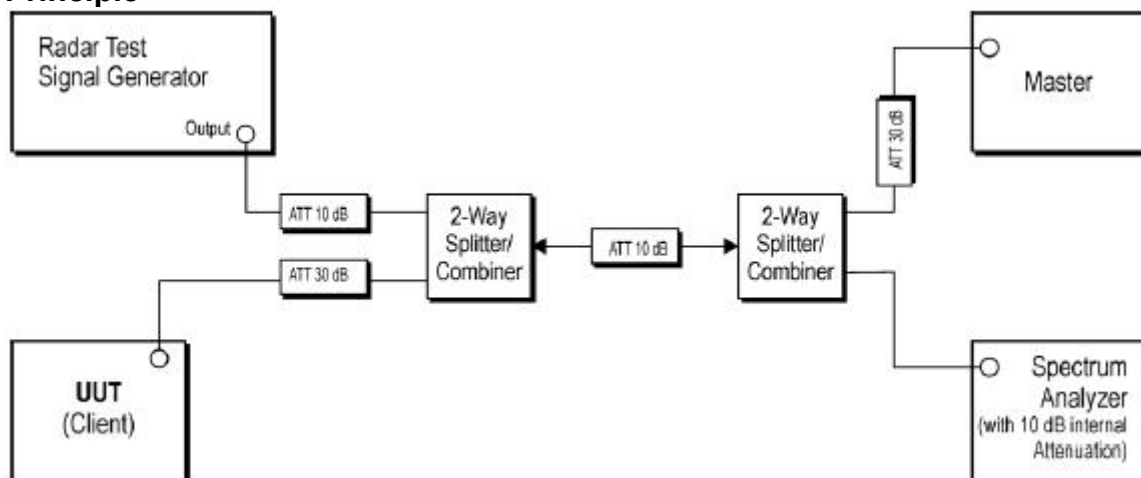 Principle
Radar Test
Signal Generator
Output
Master
ATT 30 dB
ATT 10 dB
2-Way
Splitter/
Combiner
ATT 10 dB
2-Way
Splitter/
Combiner
ATT 30 dB
UUT
(Client)
Spectrum
Analyzer
(with 10 dB internal
Attenuation)